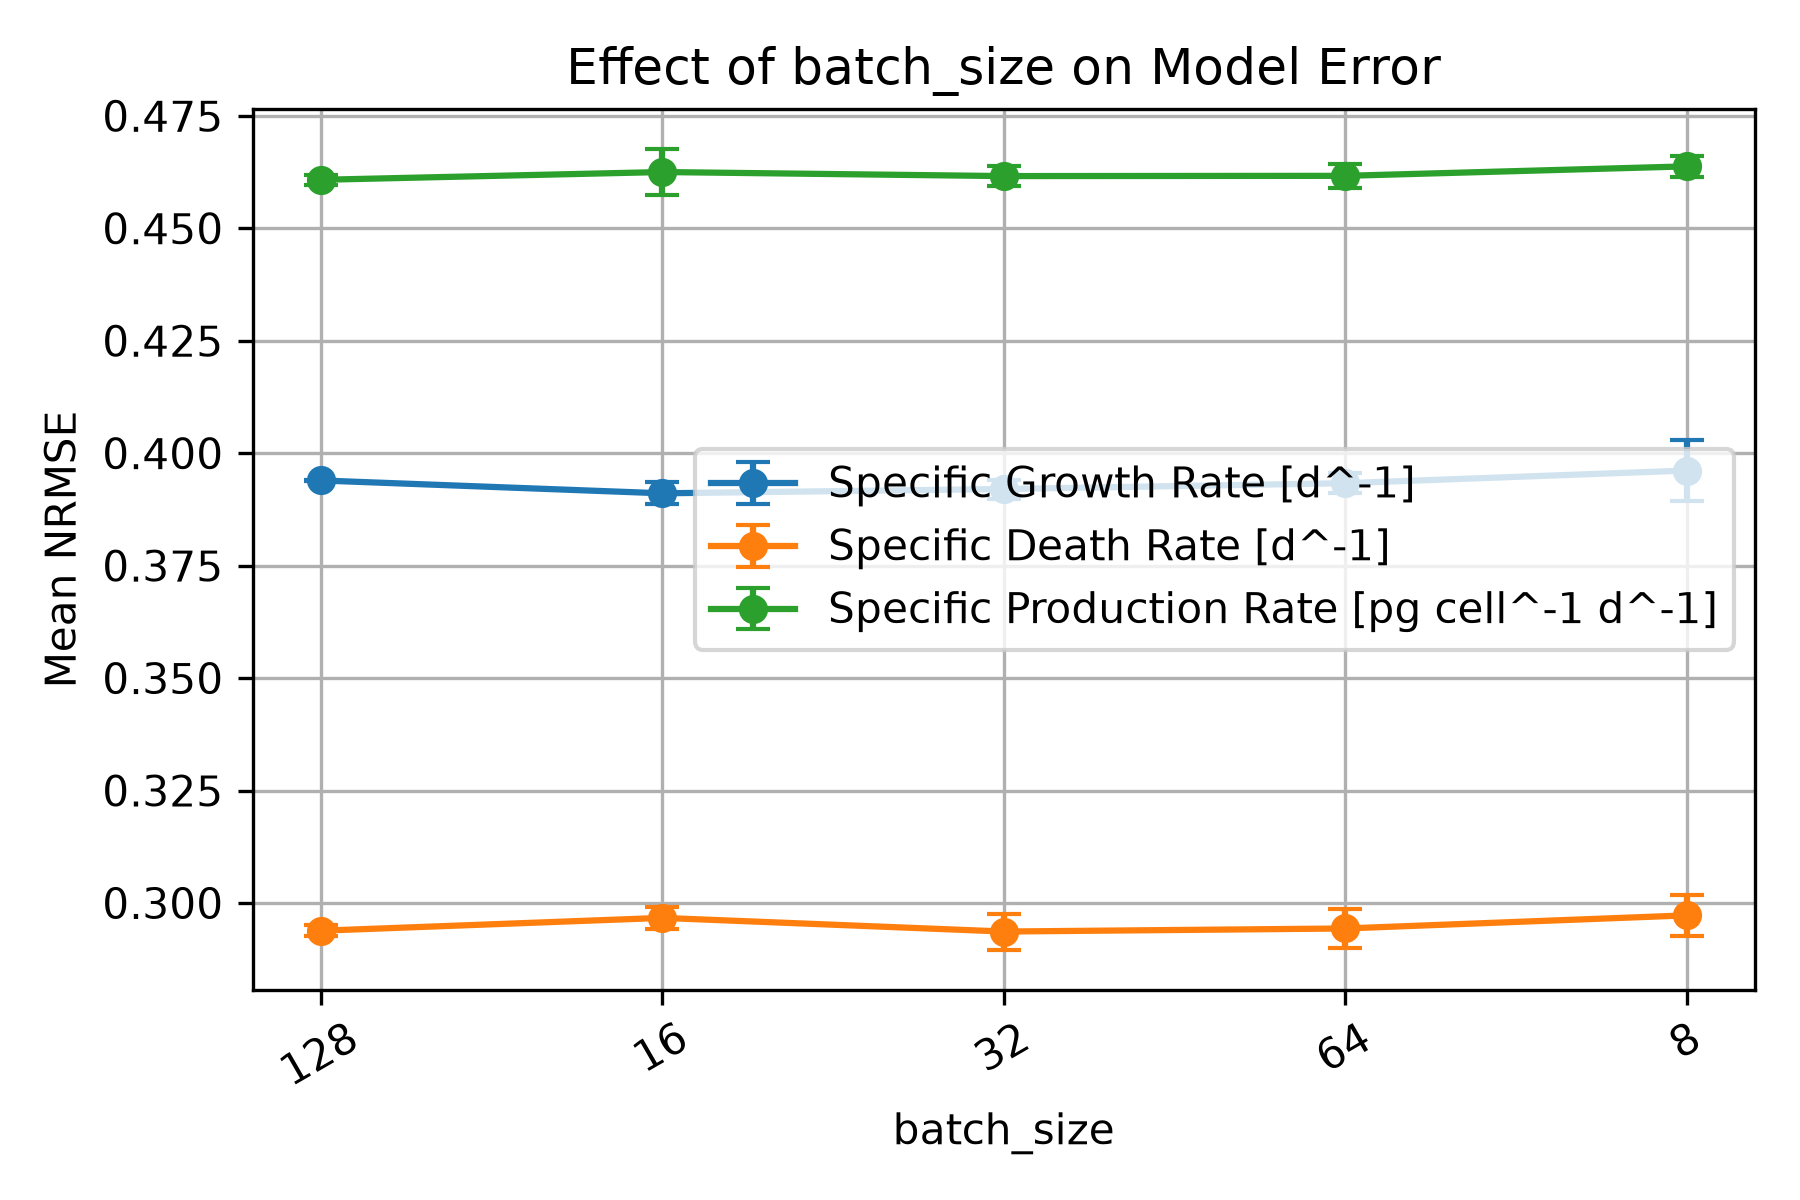 Effect of batch_size on Model Error
0.475
0.450
0.425
0.400
0.375
0.350
0.325
0.300
Mean NRMSE
Specific Growth Rate [d^-1]
Specific Death Rate [d^-1]
Specific Production Rate [pg cell^-1 d^-1]
128 16 32 64 8
batch_size